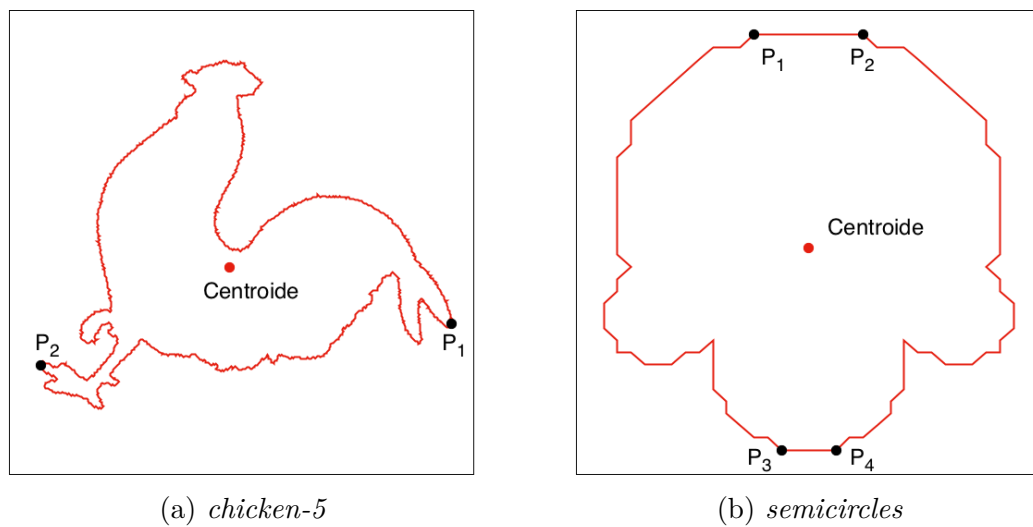 P1
P2
Centroide
Centroide
P2
P1
P3
P4
(a) chicken-5
(b) semicircles